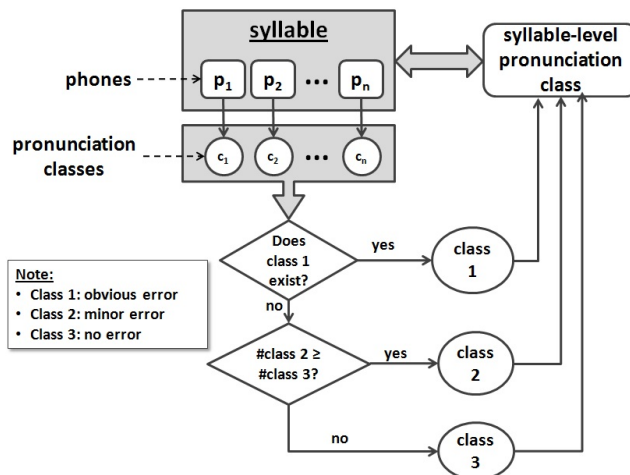 syllable
phones
p1 p2 ... pn
pronunciation
classes
c1 c2 ... cn
syllable-level
pronunciation
class
Does
class 1
exist?
yes
class
1
no
Note:
• Class 1: obvious error
• Class 2: minor error
• Class 3: no error
#class 2 ≥
#class 3?
yes
class
2
no
class
3